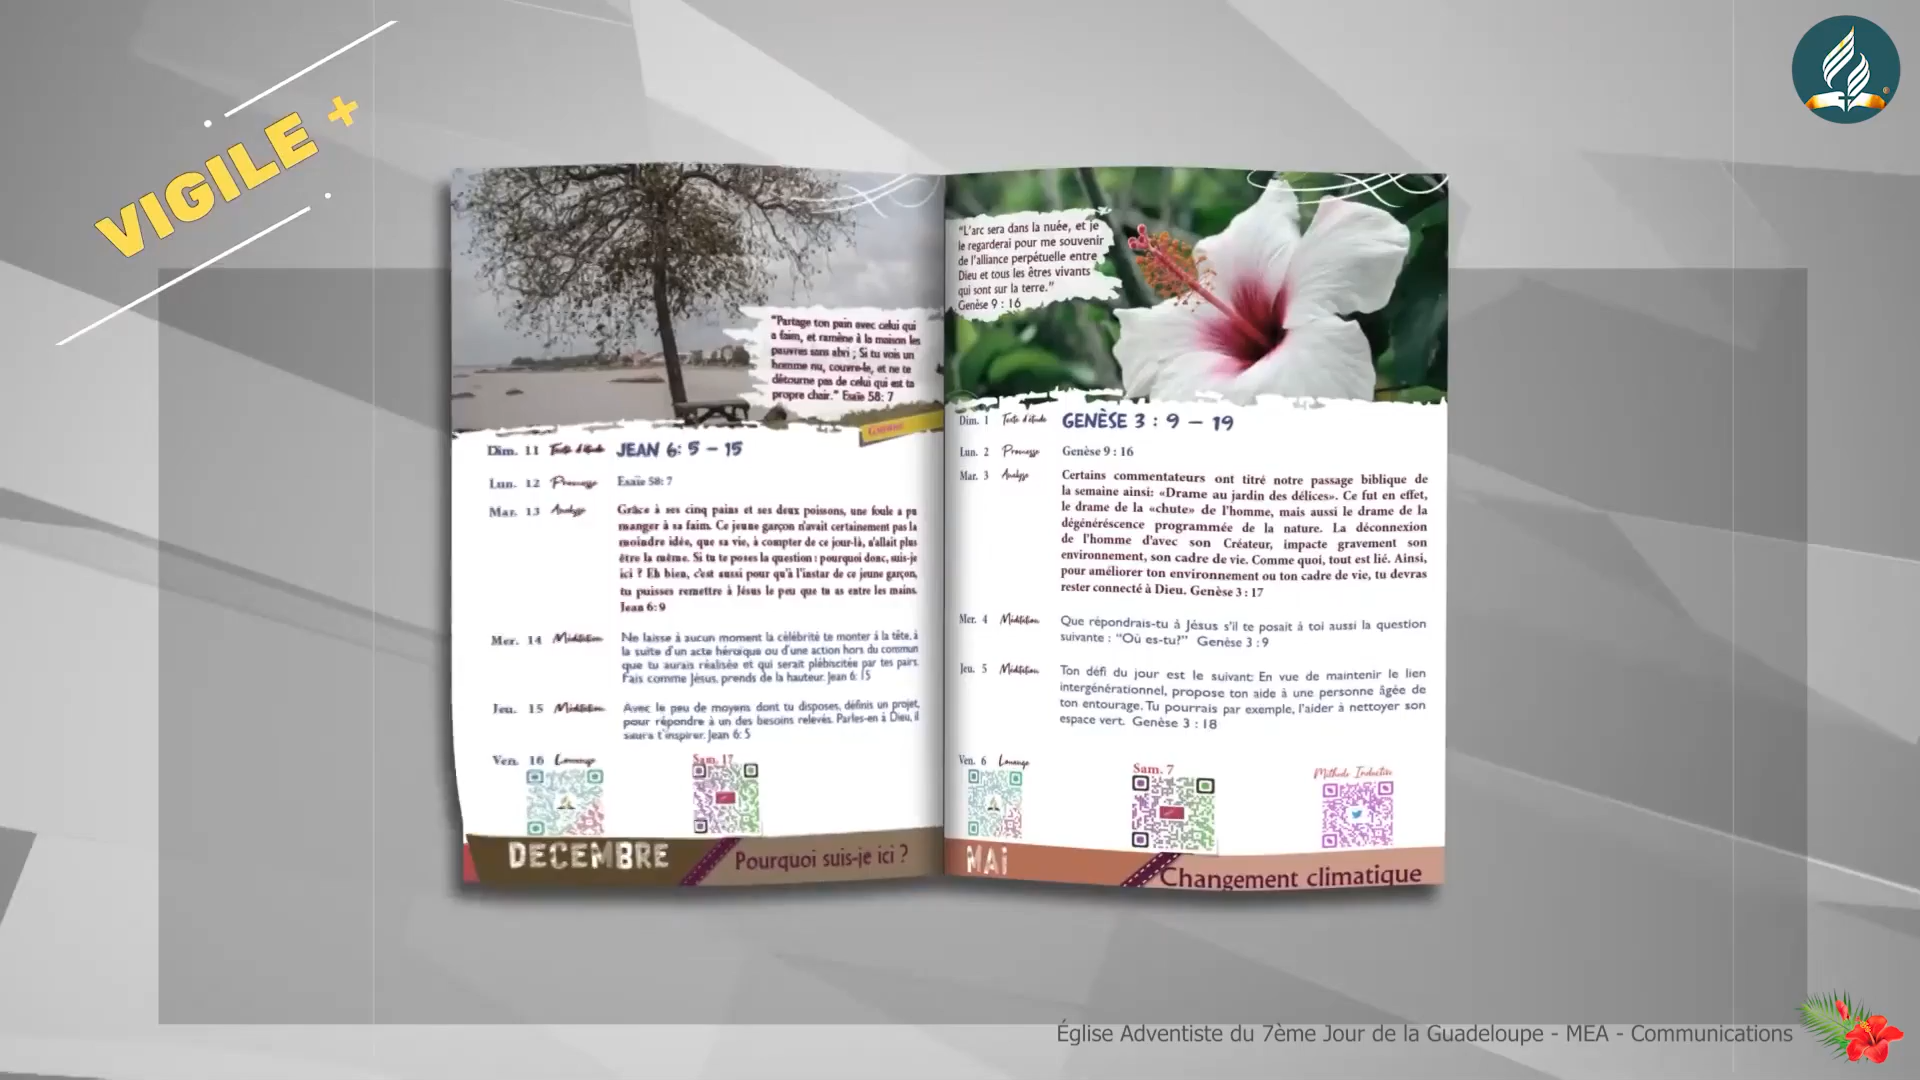 VIGILE +
"Partage ton pain avec celui qui
a faim, et ramène à la maison les
pauvres sans abri ; Si tu vois un
homme nu, couvre-le, et ne te
détourne pas de celui qui est ta
propre chair." Esaïe 58: 7
Dim. 11 Texte d'étude JEAN 6: 5 – 15
Lun. 12 Promesse Esaïe 58: 7
Mar. 13 Analyse Grâce à ses cinq pains et ses deux poissons, une foule a pu
manger à sa faim. Ce jeune garçon n'avait certainement pas la
moindre idée, que sa vie, à compter de ce jour-là, n'allait plus
être la même. Si tu te poses la question : pourquoi donc, suis-je
ici ? Eh bien, c'est aussi pour qu'à l'instar de ce jeune garçon,
tu puisses remettre à Jésus le peu que tu as entre les mains.
Jean 6: 9
Mer. 14 Méditation Ne laisse à aucun moment la célébrité te monter à la tête, à
la suite d'un acte héroïque ou d'une action hors du commun
que tu aurais réalisée et qui serait plébiscitée par tes pairs.
Fais comme Jésus, prends de la hauteur. Jean 6: 15
Jeu. 15 Méditation Avec le peu de moyens dont tu disposes, définis un projet,
pour répondre à un des besoins relevés. Parles-en à Dieu, il
saura t'inspirer. Jean 6: 5
Ven. 16 Louange Sam. 17
DECEMBRE Pourquoi suis-je ici ?
"L'arc sera dans la nuée, et je
le regarderai pour me souvenir
de l'alliance perpétuelle entre
Dieu et tous les êtres vivants
qui sont sur la terre."
Genèse 9 : 16
Dim. 1 Texte d'étude GENÈSE 3 : 9 – 19
Lun. 2 Promesse Genèse 9 : 16
Mar. 3 Analyse Certains commentateurs ont titré notre passage biblique de
la semaine ainsi: «Drame au jardin des délices». Ce fut en effet,
le drame de la «chute» de l'homme, mais aussi le drame de la
dégénéréscence programmée de la nature. La déconnexion
de l'homme d'avec son Créateur, impacte gravement son
environnement, son cadre de vie. Comme quoi, tout est lié. Ainsi,
pour améliorer ton environnement ou ton cadre de vie, tu devras
rester connecté à Dieu. Genèse 3 : 17
Mer. 4 Méditation Que répondrais-tu à Jésus s'il te posait à toi aussi la question
suivante : "Où es-tu?" Genèse 3 : 9
Jeu. 5 Méditation Ton défi du jour est le suivant: En vue de maintenir le lien
intergénérationnel, propose ton aide à une personne âgée de
ton entourage. Tu pourrais par exemple, l'aider à nettoyer son
espace vert. Genèse 3 : 18
Ven. 6 Louange Sam. 7 Méthode Inductive
MAI Changement climatique
Église Adventiste du 7ème Jour de la Guadeloupe - MEA - Communications